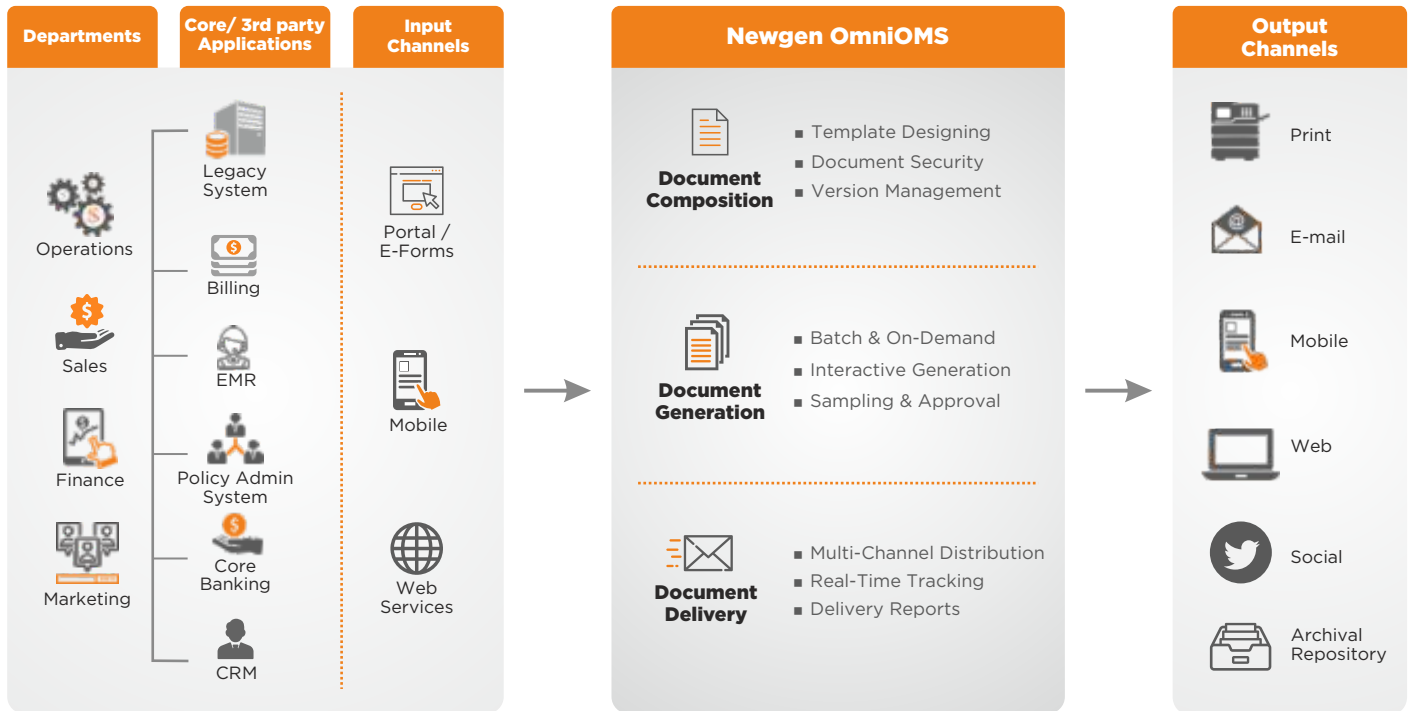 Departments
Core/ 3rd party
Applications
Input
Channels
Operations
Sales
Finance
Marketing
Legacy
System
Billing
EMR
Policy Admin
System
Core
Banking
CRM
Portal /
E-Forms
Mobile
Web
Services
Newgen OmniOMS
Document
Composition
▪ Template Designing
▪ Document Security
▪ Version Management
Document
Generation
▪ Batch & On-Demand
▪ Interactive Generation
▪ Sampling & Approval
Document
Delivery
▪ Multi-Channel Distribution
▪ Real-Time Tracking
▪ Delivery Reports
Output
Channels
Print
E-mail
Mobile
Web
Social
Archival
Repository